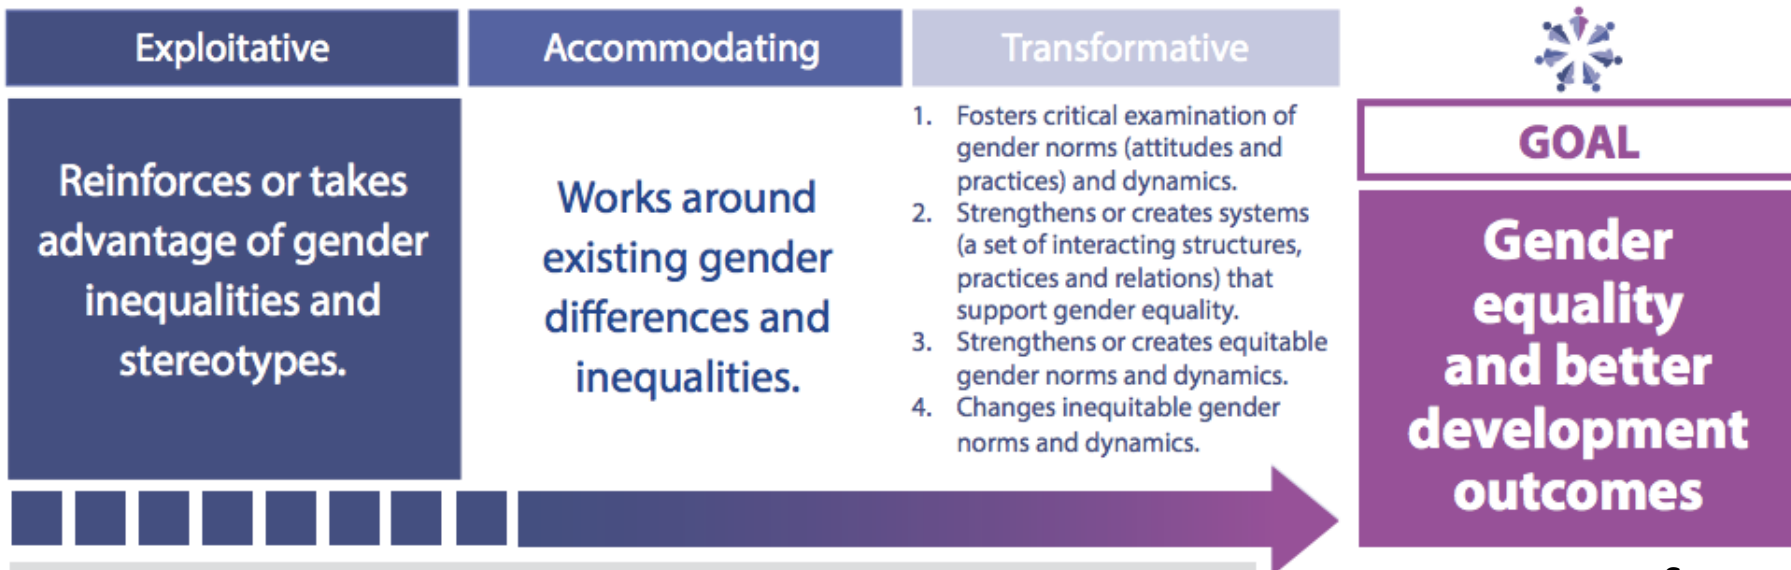 Exploitative
Reinforces or takes
advantage of gender
inequalities and
stereotypes.
Accommodating
Works around
existing gender
differences and
inequalities.
Transformative
1. Fosters critical examination of
gender norms (attitudes and
practices) and dynamics.
2. Strengthens or creates systems
(a set of interacting structures,
practices and relations) that
support gender equality.
3. Strengthens or creates equitable
gender norms and dynamics.
4. Changes inequitable gender
norms and dynamics.
GOAL
Gender
equality
and better
development
outcomes